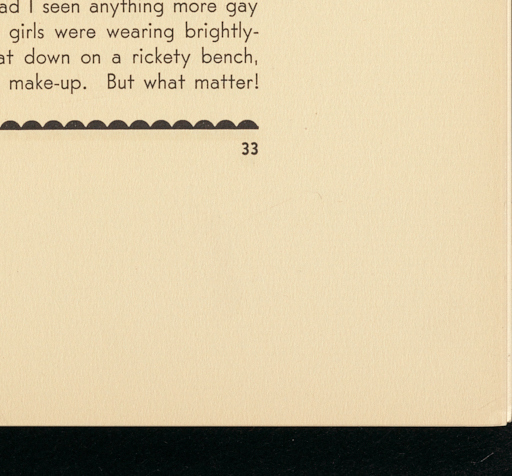 ad I seen anything more gay
girls were wearing brightly-
at down on a rickety bench,
make-up. But what matter!
33